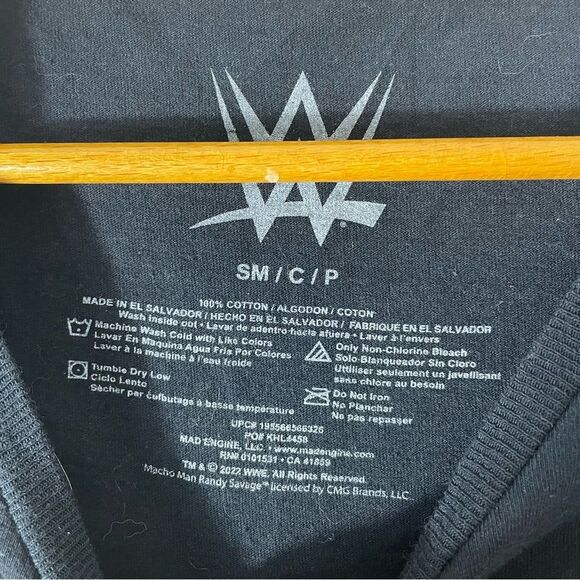 W
SM / C / P
100% COTTON / ALGODON / COTON
MADE IN EL SALVADOR / HECHO EN EL SALVADOR / FABRIQUE EN EL SALVADOR
Wash inside out • Lavar de adentro-hacia afuera • Laver à l'envers
Machine Wash Cold with Like Colors
Lavar En Maquina Agua Fria Por Colores
Laver à la machine à l'eau froide
Only Non-Chlorine Bleach
Solo Blanqueador Sin Cloro
Utiliser seulement un javellisant
sans chlore au besoin
Tumble Dry Low
Ciclo Lento
Sécher par culbutage à basse température
Do Not Iron
No Planchar
Ne pas repasser
UPC# 195566566326
PO# KHL4458
MAD ENGINE, LLC • www.madengine.com
RN# 0101531 • CA 41859
TM & © 2022 WWE. All Rights Reserved.
Macho Man Randy Savage™ licensed by CMG Brands, LLC.